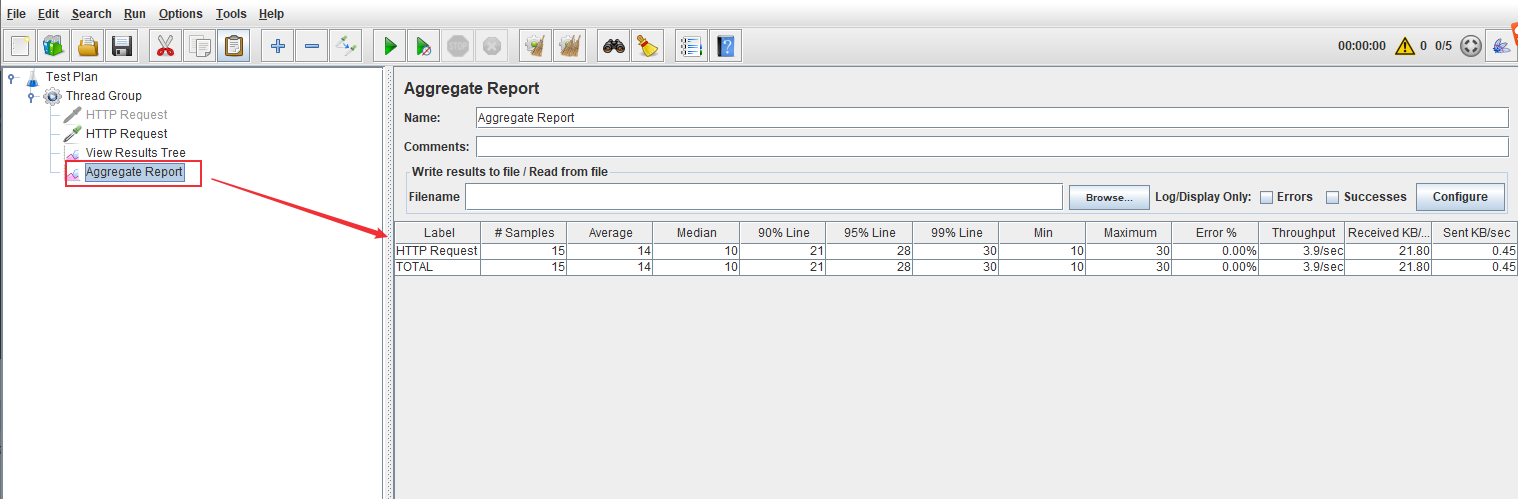 File Edit Search Run Options Tools Help
STOP 00:00:00 0 0/5
Test Plan
Thread Group
HTTP Request
HTTP Request
View Results Tree
Aggregate Report
Aggregate Report
Name: Aggregate Report
Comments:
Write results to file / Read from file
Filename Browse... Log/Display Only: Errors Successes Configure
Label # Samples Average Median 90% Line 95% Line 99% Line Min Maximum Error % Throughput Received KB/... Sent KB/sec
HTTP Request 15 14 10 21 28 30 10 30 0.00% 3.9/sec 21.80 0.45
TOTAL 15 14 10 21 28 30 10 30 0.00% 3.9/sec 21.80 0.45